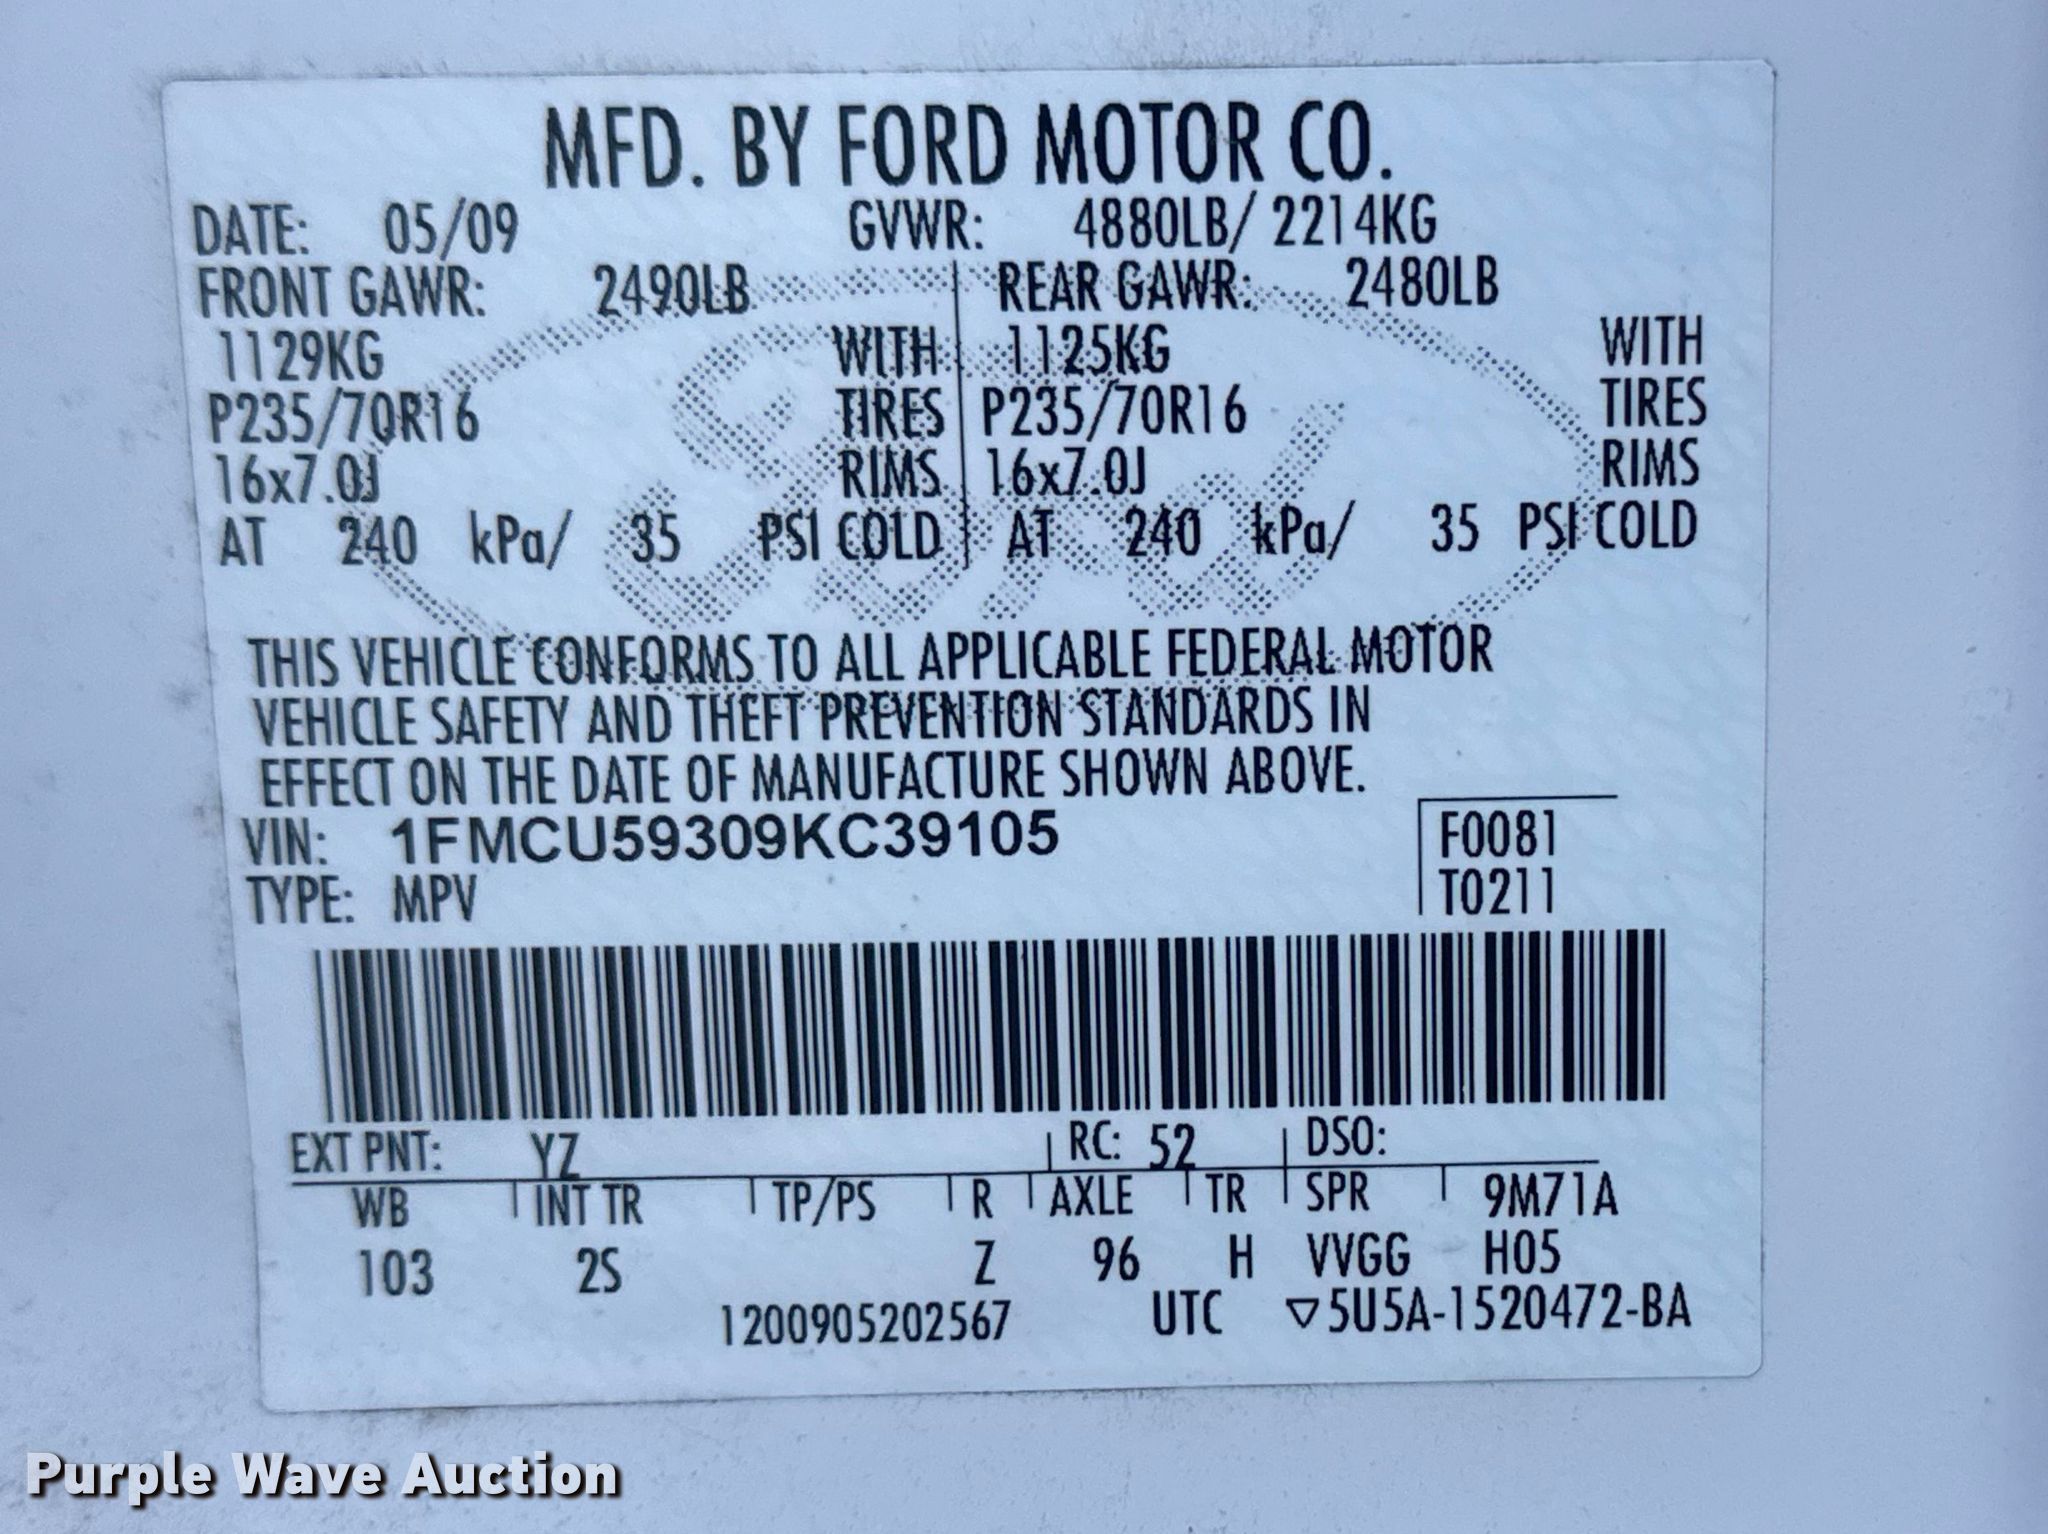 MFD. BY FORD MOTOR CO.
DATE: 05/09 GVWR: 4880LB/ 2214KG
FRONT GAWR: 2490LB REAR GAWR: 2480LB
1129KG WITH 1125KG WITH
P235/70R16 TIRES P235/70R16 TIRES
16x7.0J RIMS 16x7.0J RIMS
AT 240 kPa/ 35 PSI COLD AT 240 kPa/ 35 PSI COLD
Ford
THIS VEHICLE CONFORMS TO ALL APPLICABLE FEDERAL MOTOR
VEHICLE SAFETY AND THEFT PREVENTION STANDARDS IN
EFFECT ON THE DATE OF MANUFACTURE SHOWN ABOVE.
VIN: 1FMCU59309KC39105 F0081
TYPE: MPV T0211
EXT PNT: YZ RC: 52 DSO:
WB INT TR TP/PS R AXLE TR SPR 9M71A
103 2S Z 96 H VVGG H05
1200905202567 UTC ▽5U5A-1520472-BA
Purple Wave Auction